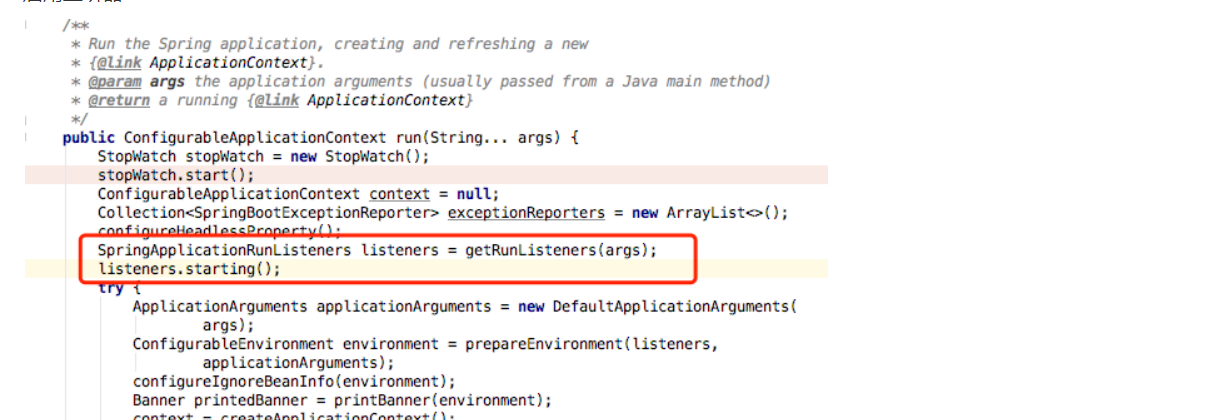 /**
 * Run the Spring application, creating and refreshing a new
 * {@link ApplicationContext}.
 * @param args the application arguments (usually passed from a Java main method)
 * @return a running {@link ApplicationContext}
 */
public ConfigurableApplicationContext run(String... args) {
    StopWatch stopWatch = new StopWatch();
    stopWatch.start();
    ConfigurableApplicationContext context = null;
    Collection<SpringBootExceptionReporter> exceptionReporters = new ArrayList<>();
    configureHeadlessProperty();
    SpringApplicationRunListeners listeners = getRunListeners(args);
    listeners.starting();
    try {
        ApplicationArguments applicationArguments = new DefaultApplicationArguments(
                args);
        ConfigurableEnvironment environment = prepareEnvironment(listeners,
                applicationArguments);
        configureIgnoreBeanInfo(environment);
        Banner printedBanner = printBanner(environment);
        context = createApplicationContext();